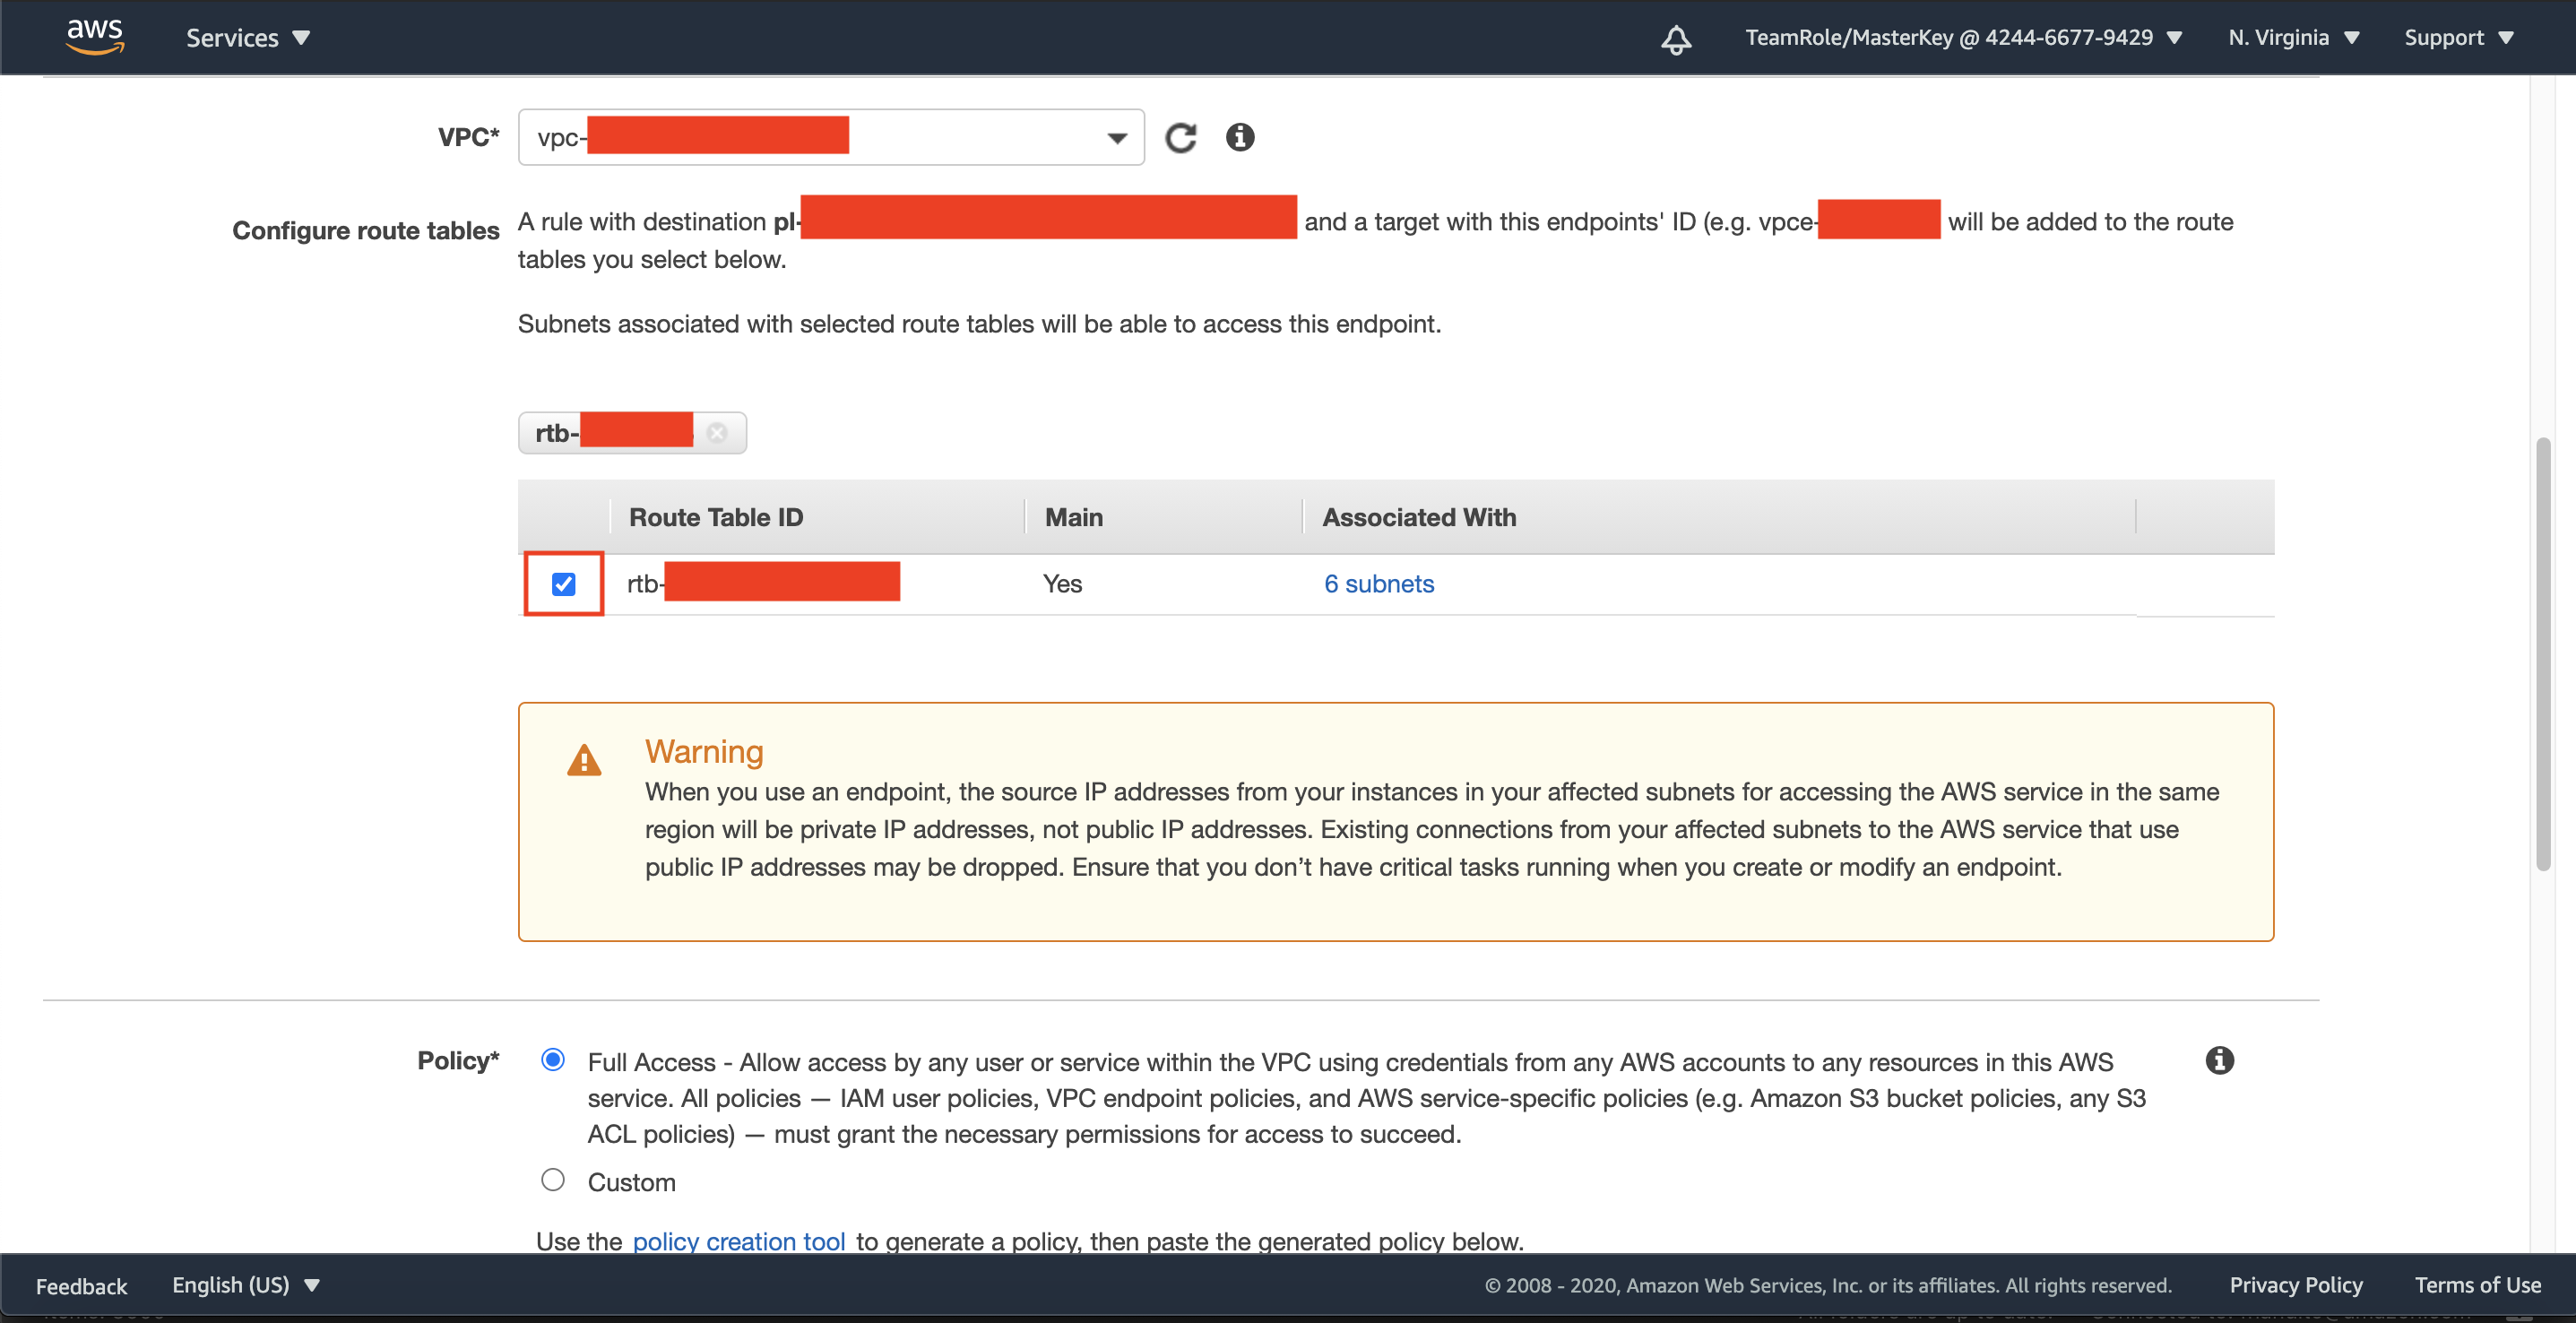 aws Services TeamRole/MasterKey @ 4244-6677-9429 N. Virginia Support
VPC* vpc-
Configure route tables A rule with destination pl- and a target with this endpoints' ID (e.g. vpce- will be added to the route
tables you select below.
Subnets associated with selected route tables will be able to access this endpoint.
rtb-
Route Table ID Main Associated With
rtb- Yes 6 subnets
Warning
When you use an endpoint, the source IP addresses from your instances in your affected subnets for accessing the AWS service in the same
region will be private IP addresses, not public IP addresses. Existing connections from your affected subnets to the AWS service that use
public IP addresses may be dropped. Ensure that you don’t have critical tasks running when you create or modify an endpoint.
Policy* Full Access - Allow access by any user or service within the VPC using credentials from any AWS accounts to any resources in this AWS
service. All policies — IAM user policies, VPC endpoint policies, and AWS service-specific policies (e.g. Amazon S3 bucket policies, any S3
ACL policies) — must grant the necessary permissions for access to succeed.
Custom
Use the policy creation tool to generate a policy, then paste the generated policy below.
Feedback English (US) © 2008 - 2020, Amazon Web Services, Inc. or its affiliates. All rights reserved. Privacy Policy Terms of Use